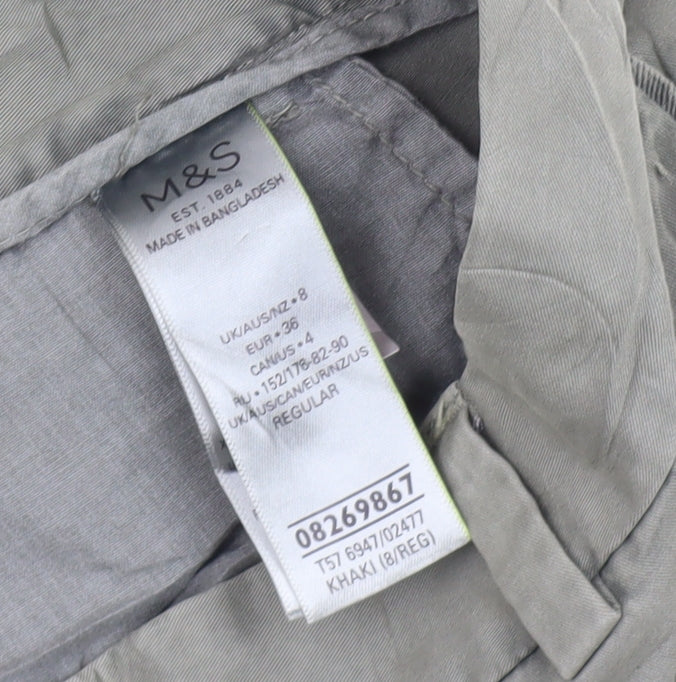 M&S
EST. 1884
MADE IN BANGLADESH
UK/AUS/NZ • 8
EUR • 36
CAN/US • 4
RU • 152/178-82-90
UK/AUS/CAN/EUR/NZ/US
REGULAR
08269867
T57 6947/02477
KHAKI (8/REG)